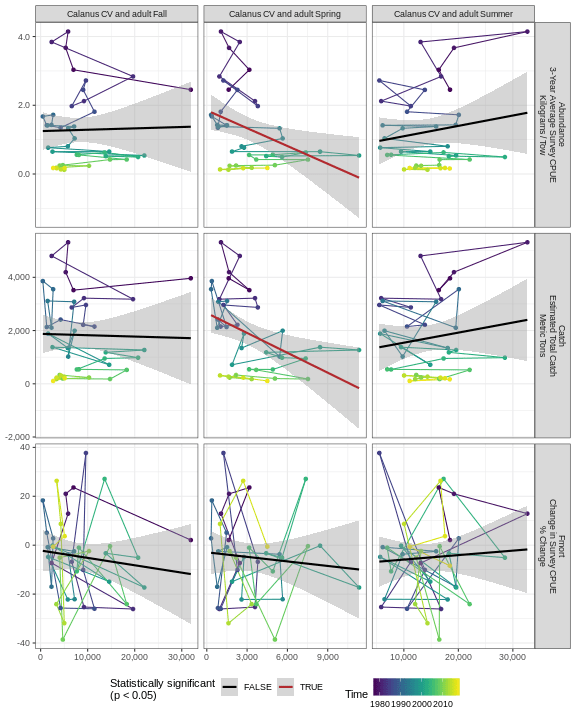 Calanus CV and adult Fall
Calanus CV and adult Spring
Calanus CV and adult Summer
4.0
2.0
0.0
Abundance
3-Year Average Survey CPUE
Kilograms / Tow
4,000
2,000
0
-2,000
Catch
Estimated Total Catch
Metric Tons
40
20
0
-20
-40
Fmort
Change in Survey CPUE
% Change
0
10,000
20,000
30,000
0
3,000
6,000
9,000
10,000
20,000
30,000
Statistically significant
(p < 0.05)
FALSE
TRUE
Time
1980 1990 2000 2010